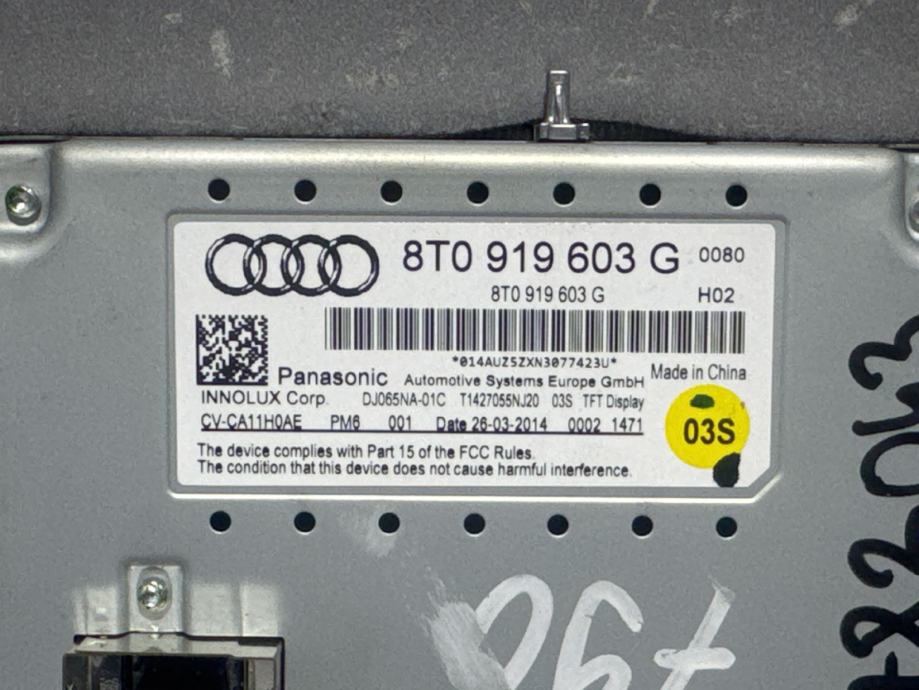 8T0 919 603 G 0080
8T0 919 603 G H02
*014AUZ5ZXN3077423U*
Made in China
Panasonic Automotive Systems Europe GmbH
INNOLUX Corp. DJ065NA-01C T1427055NJ20 03S TFT Display
CV-CA11H0AE PM6 001 Date 26-03-2014 0002 1471
03S
The device complies with Part 15 of the FCC Rules.
The condition that this device does not cause harmful interference.